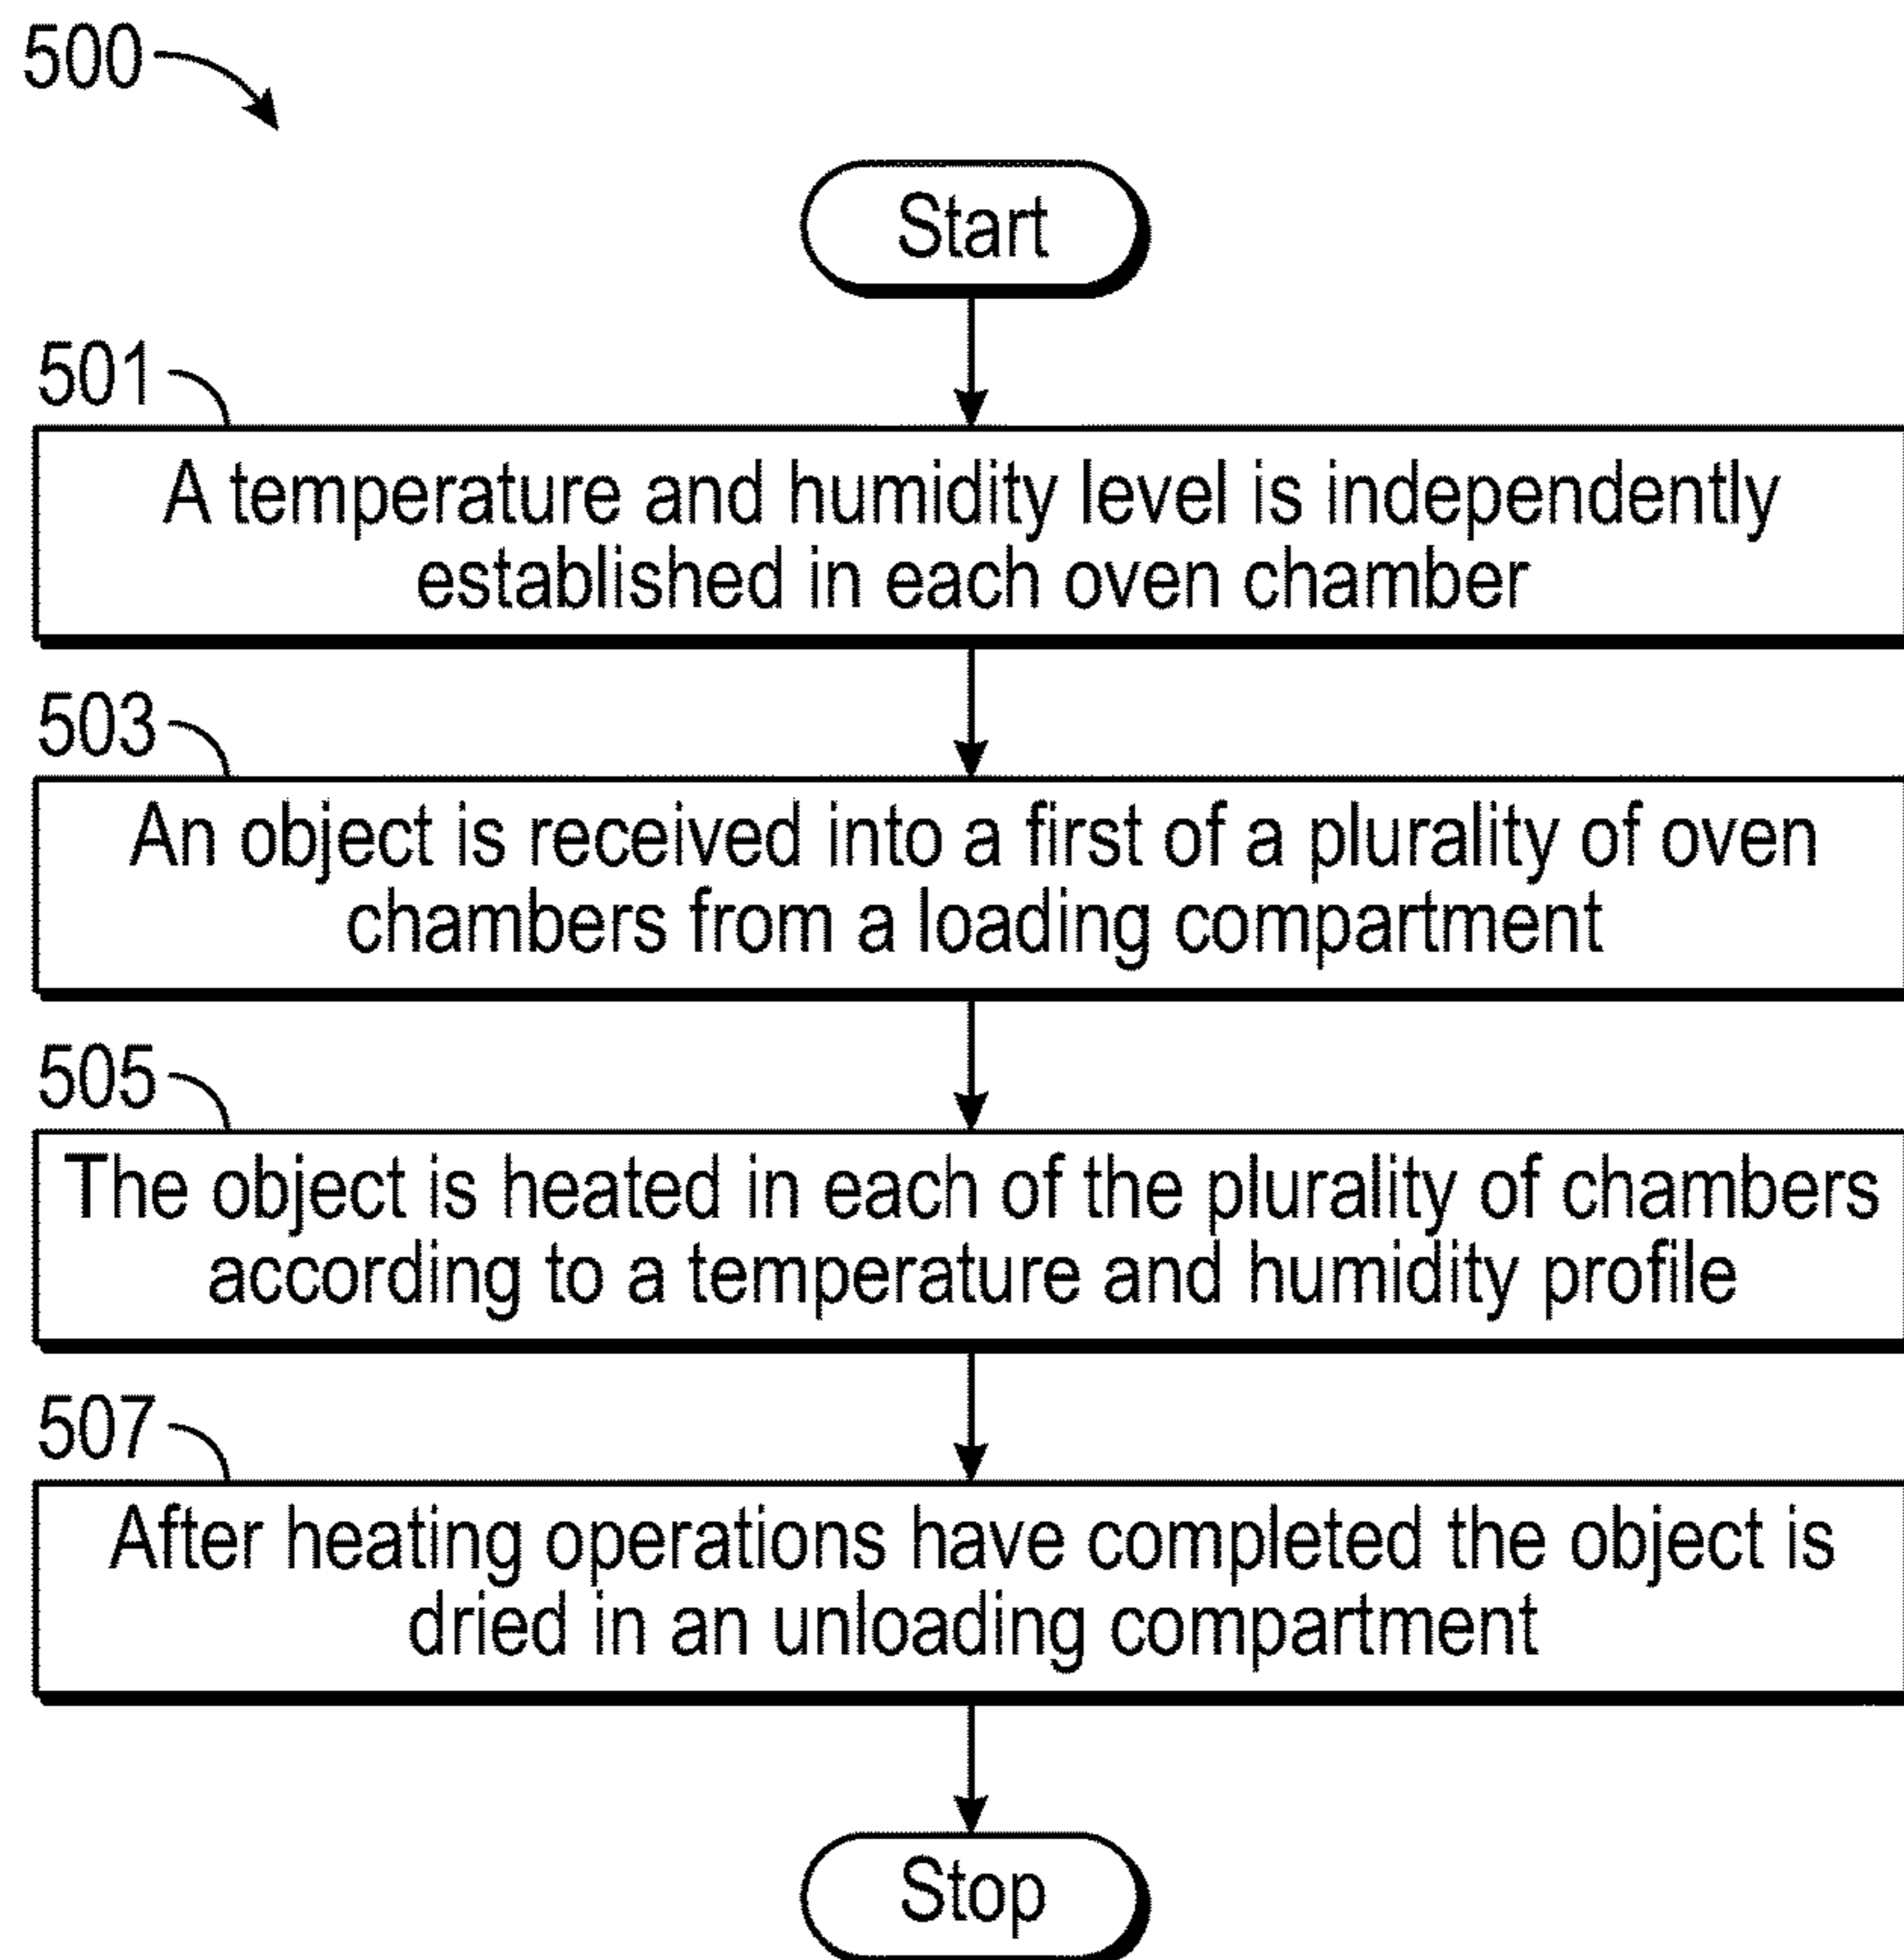 500
Start
501
A temperature and humidity level is independently
established in each oven chamber
503
An object is received into a first of a plurality of oven
chambers from a loading compartment
505
The object is heated in each of the plurality of chambers
according to a temperature and humidity profile
507
After heating operations have completed the object is
dried in an unloading compartment
Stop